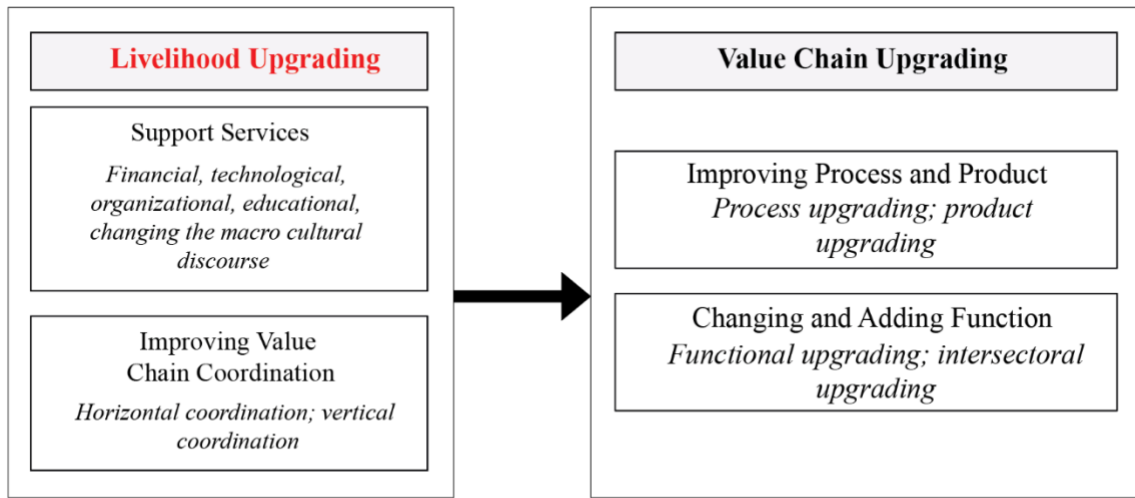 Livelihood Upgrading
Support Services
Financial, technological,
organizational, educational,
changing the macro cultural
discourse
Improving Value
Chain Coordination
Horizontal coordination; vertical
coordination
Value Chain Upgrading
Improving Process and Product
Process upgrading; product
upgrading
Changing and Adding Function
Functional upgrading; intersectoral
upgrading